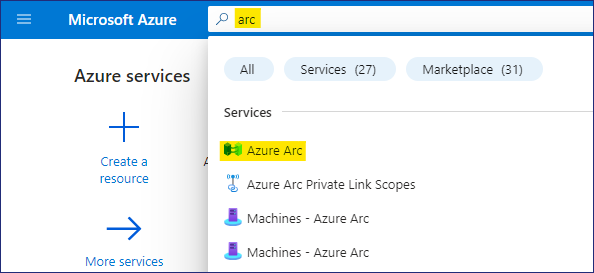 Microsoft Azure
arc
Azure services
All
Services (27)
Marketplace (31)
Services
Azure Arc
Azure Arc Private Link Scopes
Machines - Azure Arc
Machines - Azure Arc
Create a
resource
More services